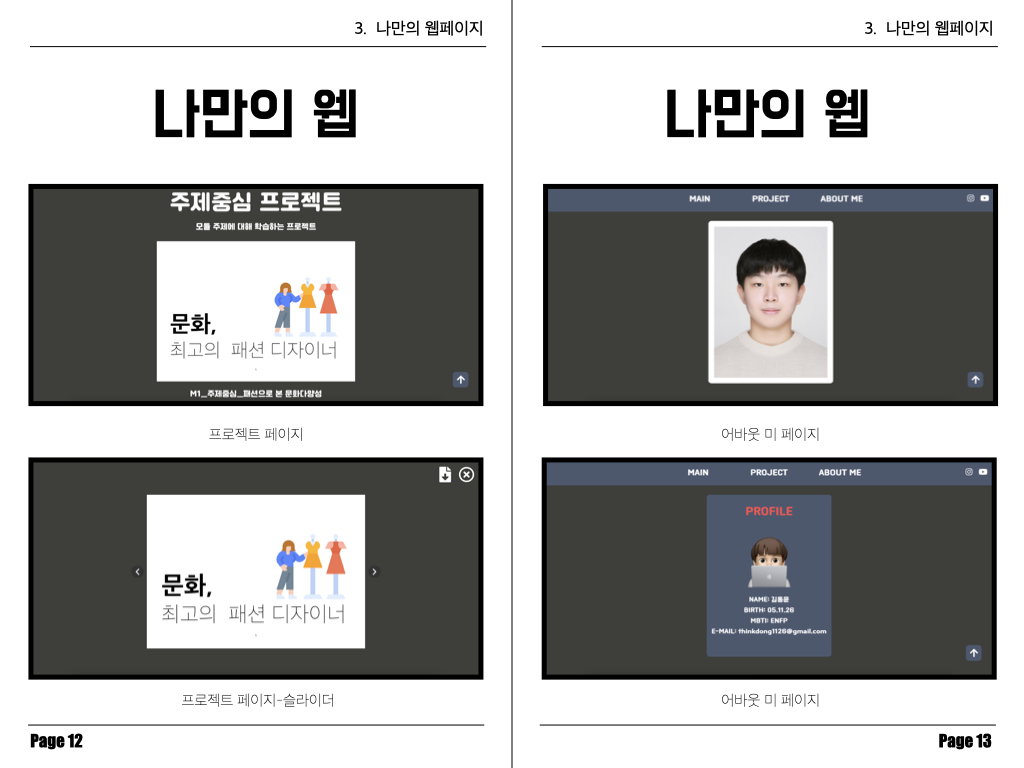 3. 나만의 웹페이지
나만의 웹
주제중심 프로젝트
모둠 주제에 대해 학습하는 프로젝트
문화,
최고의 패션 디자이너
M1_주제중심_패션으로 본 문화다양성
프로젝트 페이지
문화,
최고의 패션 디자이너
프로젝트 페이지-슬라이더
Page 12
3. 나만의 웹페이지
나만의 웹
MAIN PROJECT ABOUT ME
어바웃 미 페이지
MAIN PROJECT ABOUT ME
PROFILE
NAME: 김동윤
BIRTH: 05.11.26
MBTI: ENFP
E-MAIL: thinkdong1126@gmail.com
어바웃 미 페이지
Page 13